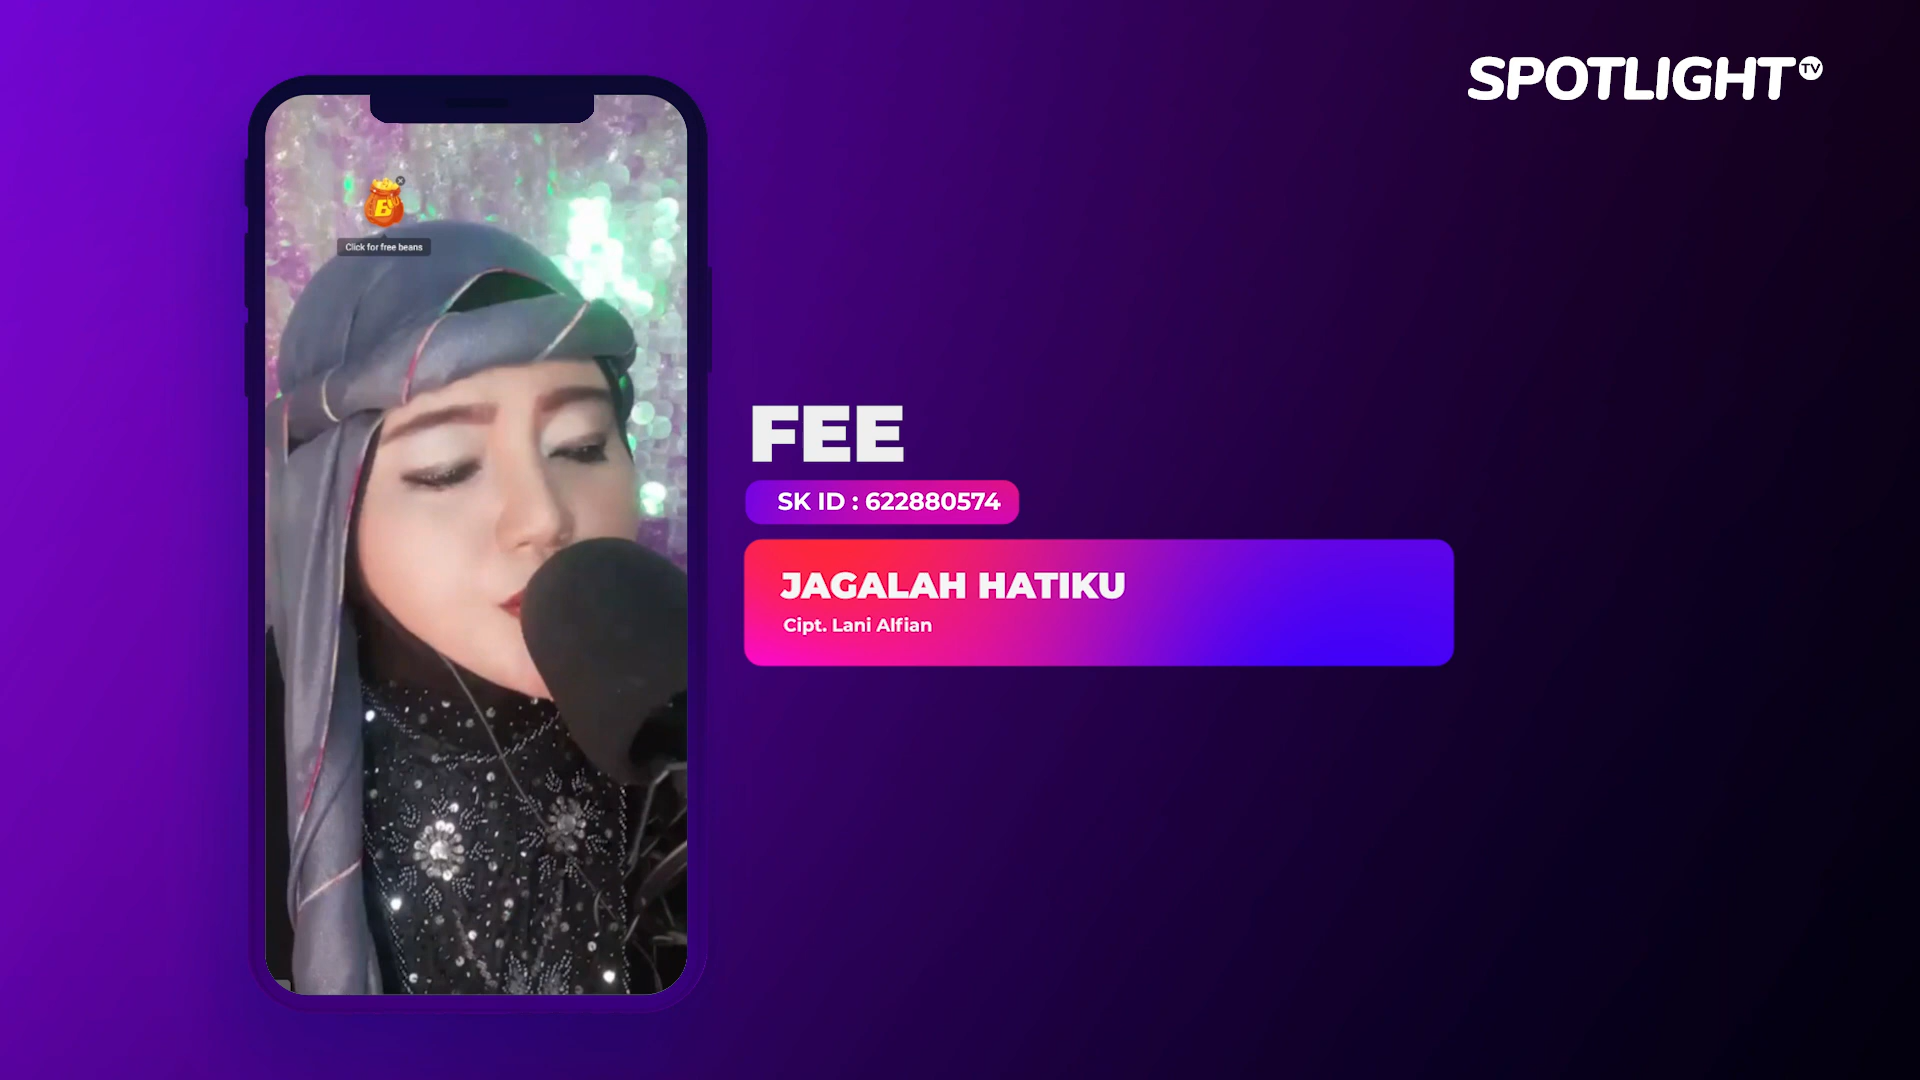 SPOTLIGHT TV
Click for free beans
FEE
SK ID : 622880574
JAGALAH HATIKU
Cipt. Lani Alfian